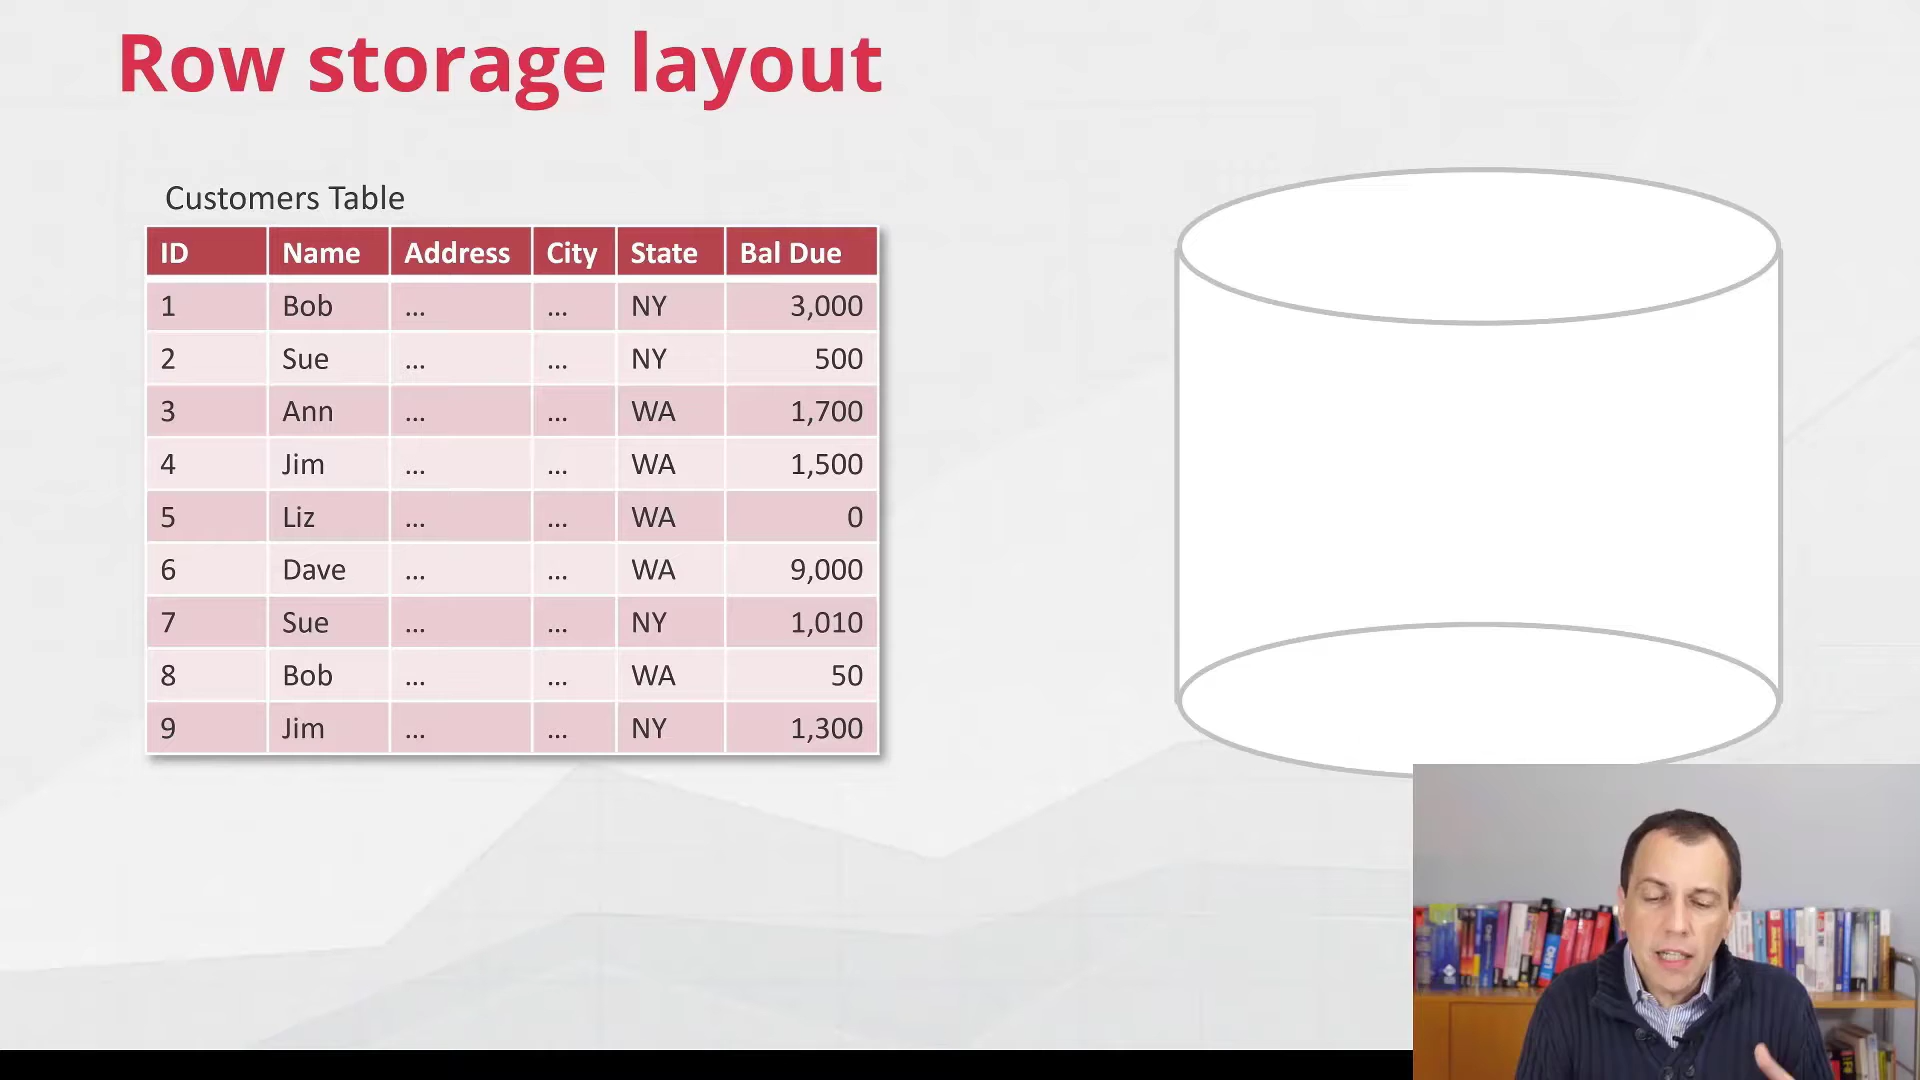 Row storage layout
Customers Table
ID Name Address City State Bal Due
1 Bob ... ... NY 3,000
2 Sue ... ... NY 500
3 Ann ... ... WA 1,700
4 Jim ... ... WA 1,500
5 Liz ... ... WA 0
6 Dave ... ... WA 9,000
7 Sue ... ... NY 1,010
8 Bob ... ... WA 50
9 Jim ... ... NY 1,300